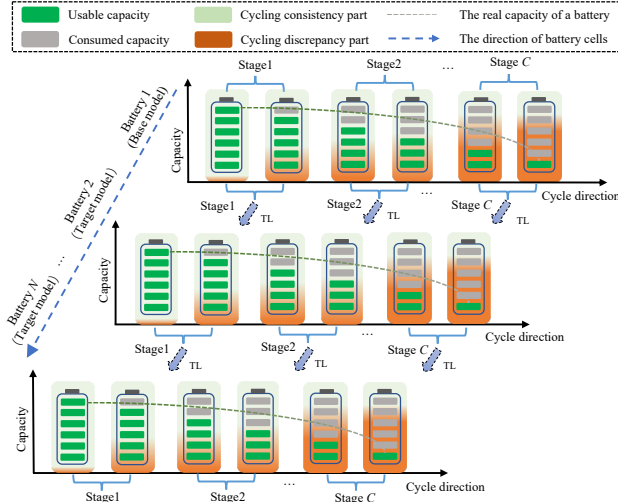 Usable capacity
Cycling consistency part
The real capacity of a battery
Consumed capacity
Cycling discrepancy part
The direction of battery cells
Stage1
Stage2
...
Stage C
Battery 1
(Base model)
Capacity
Cycle direction
Stage1
TL
Stage2
TL
...
Stage C
TL
Battery 2
(Target model)
...
Capacity
Cycle direction
Stage1
TL
Stage2
TL
...
Stage C
TL
Battery N
(Target model)
Capacity
Cycle direction
Stage1
Stage2
...
Stage C